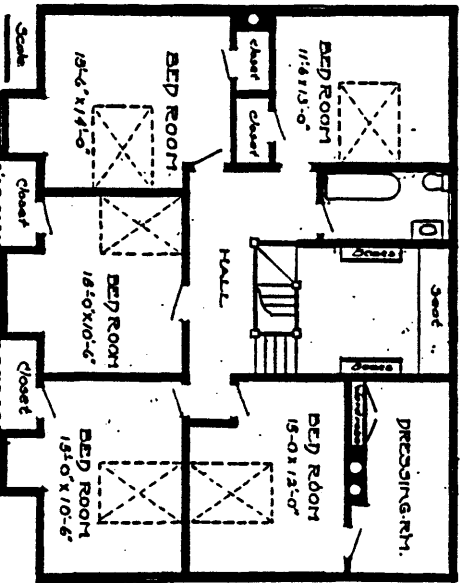 Seat
DRESSING-RM.
BED ROOM
11'-6 x 13'-0"
closet
closet
HALL
BED ROOM
15-0 x 12'-0"
BED ROOM
13'-6" x 14'-0"
BED ROOM
18'-0" x 10'-6"
BED ROOM
15'-0" x 10'-6"
Closet
Closet
Scale